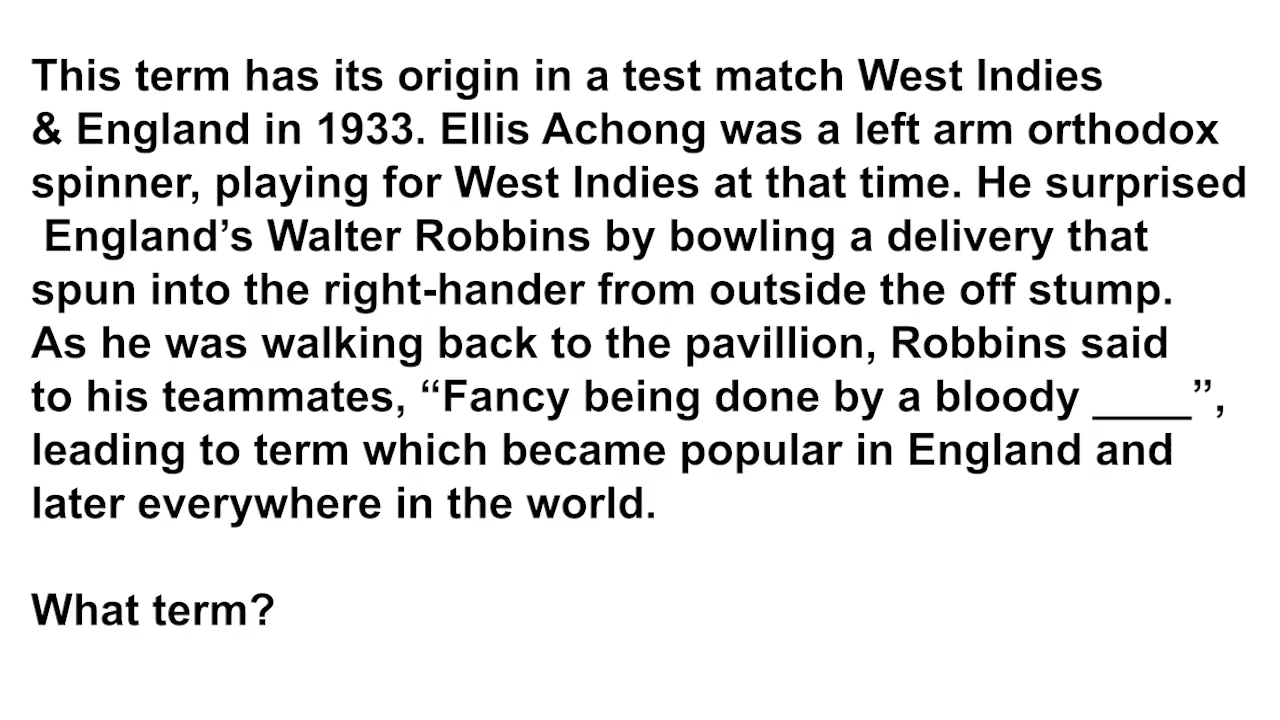 This term has its origin in a test match West Indies
& England in 1933. Ellis Achong was a left arm orthodox
spinner, playing for West Indies at that time. He surprised
England’s Walter Robbins by bowling a delivery that
spun into the right-hander from outside the off stump.
As he was walking back to the pavillion, Robbins said
to his teammates, “Fancy being done by a bloody ____”,
leading to term which became popular in England and
later everywhere in the world.
What term?